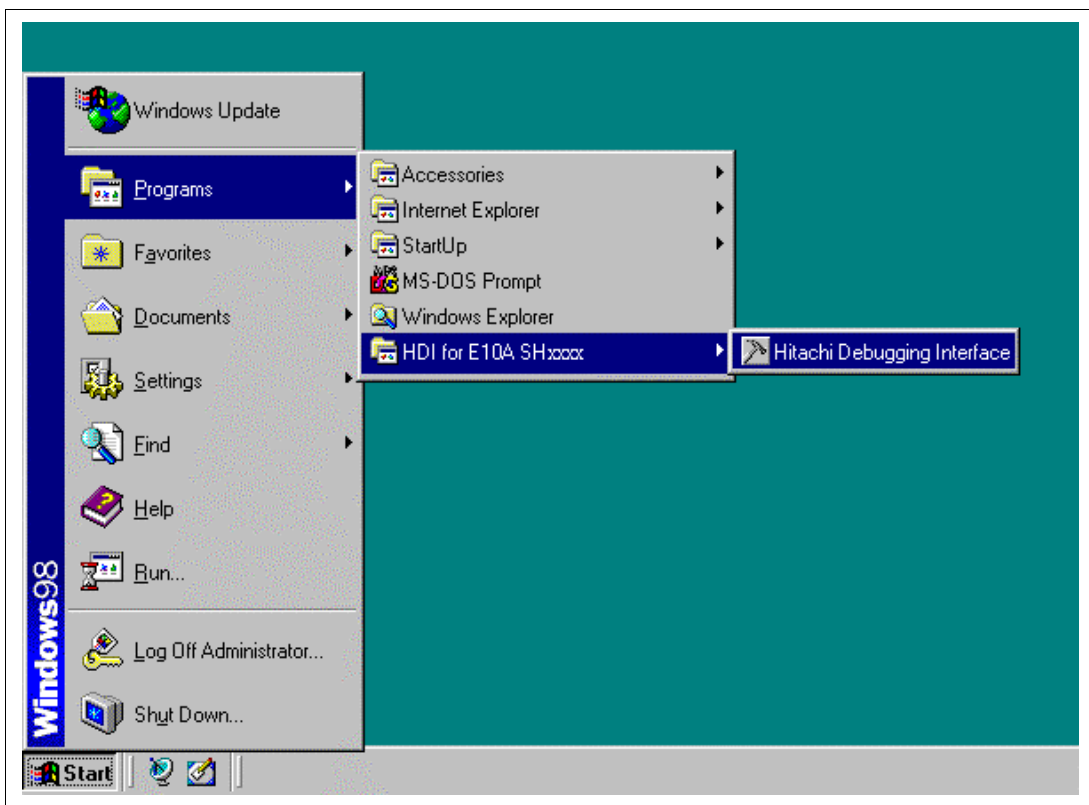 Windows Update
Programs
Favorites
Documents
Settings
Find
Help
Run...
Log Off Administrator...
Shut Down...
Windows98
Accessories
Internet Explorer
StartUp
MS-DOS Prompt
Windows Explorer
HDI for E10A SHxxxx
Hitachi Debugging Interface
Start